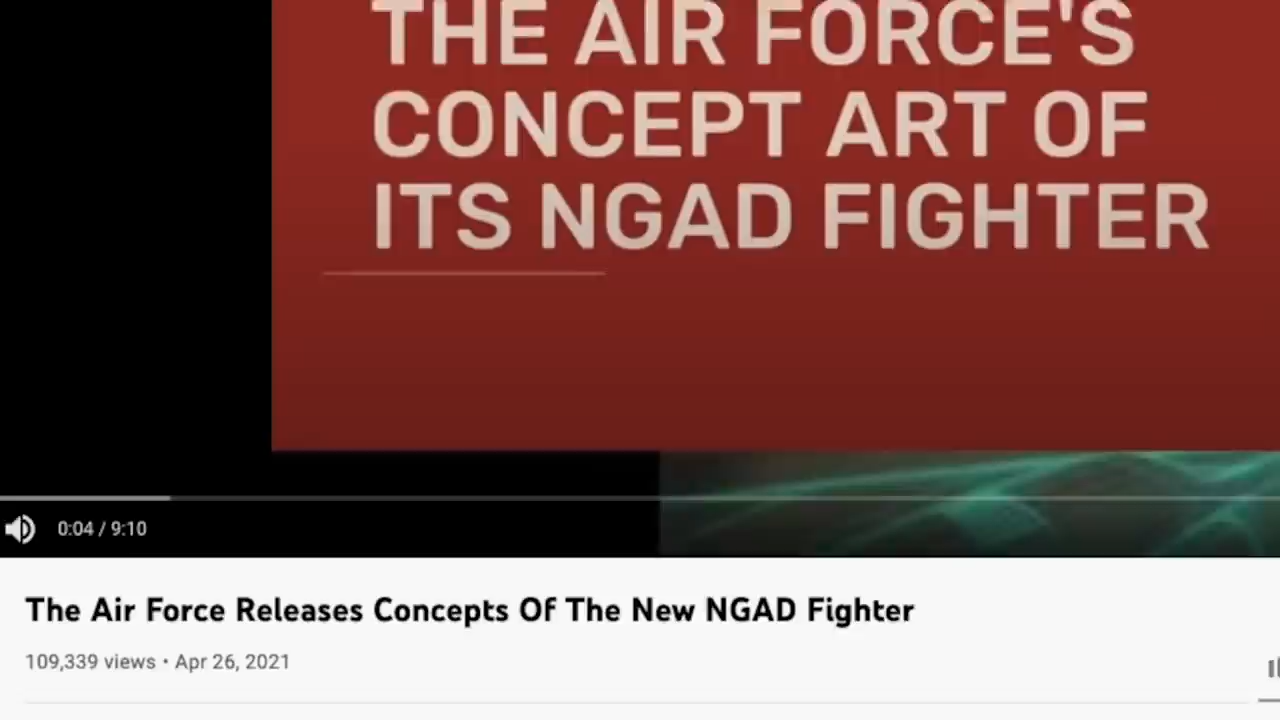 THE AIR FORCE'S
CONCEPT ART OF
ITS NGAD FIGHTER
0:04 / 9:10
The Air Force Releases Concepts Of The New NGAD Fighter
109,339 views • Apr 26, 2021